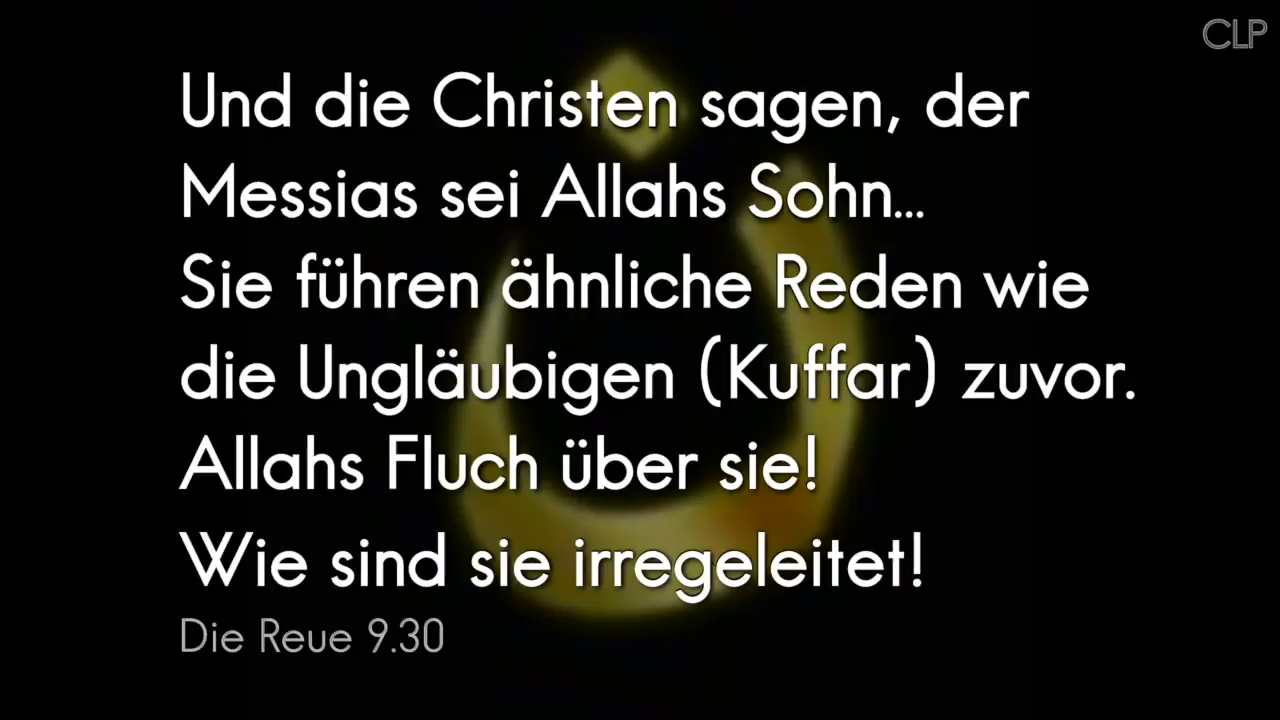 CLP
Und die Christen sagen, der
Messias sei Allahs Sohn...
Sie führen ähnliche Reden wie
die Ungläubigen (Kuffar) zuvor.
Allahs Fluch über sie!
Wie sind sie irregeleitet!
Die Reue 9.30
ن